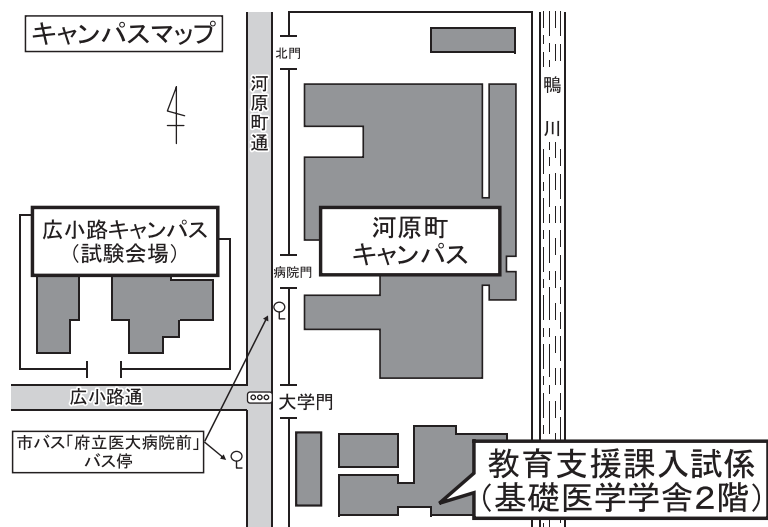 キャンパスマップ
北門
河原町通
鴨川
広小路キャンパス
（試験会場）
河原町
キャンパス
病院門
広小路通
大学門
市バス「府立医大病院前」
バス停
教育支援課入試係
（基礎医学学舎２階）